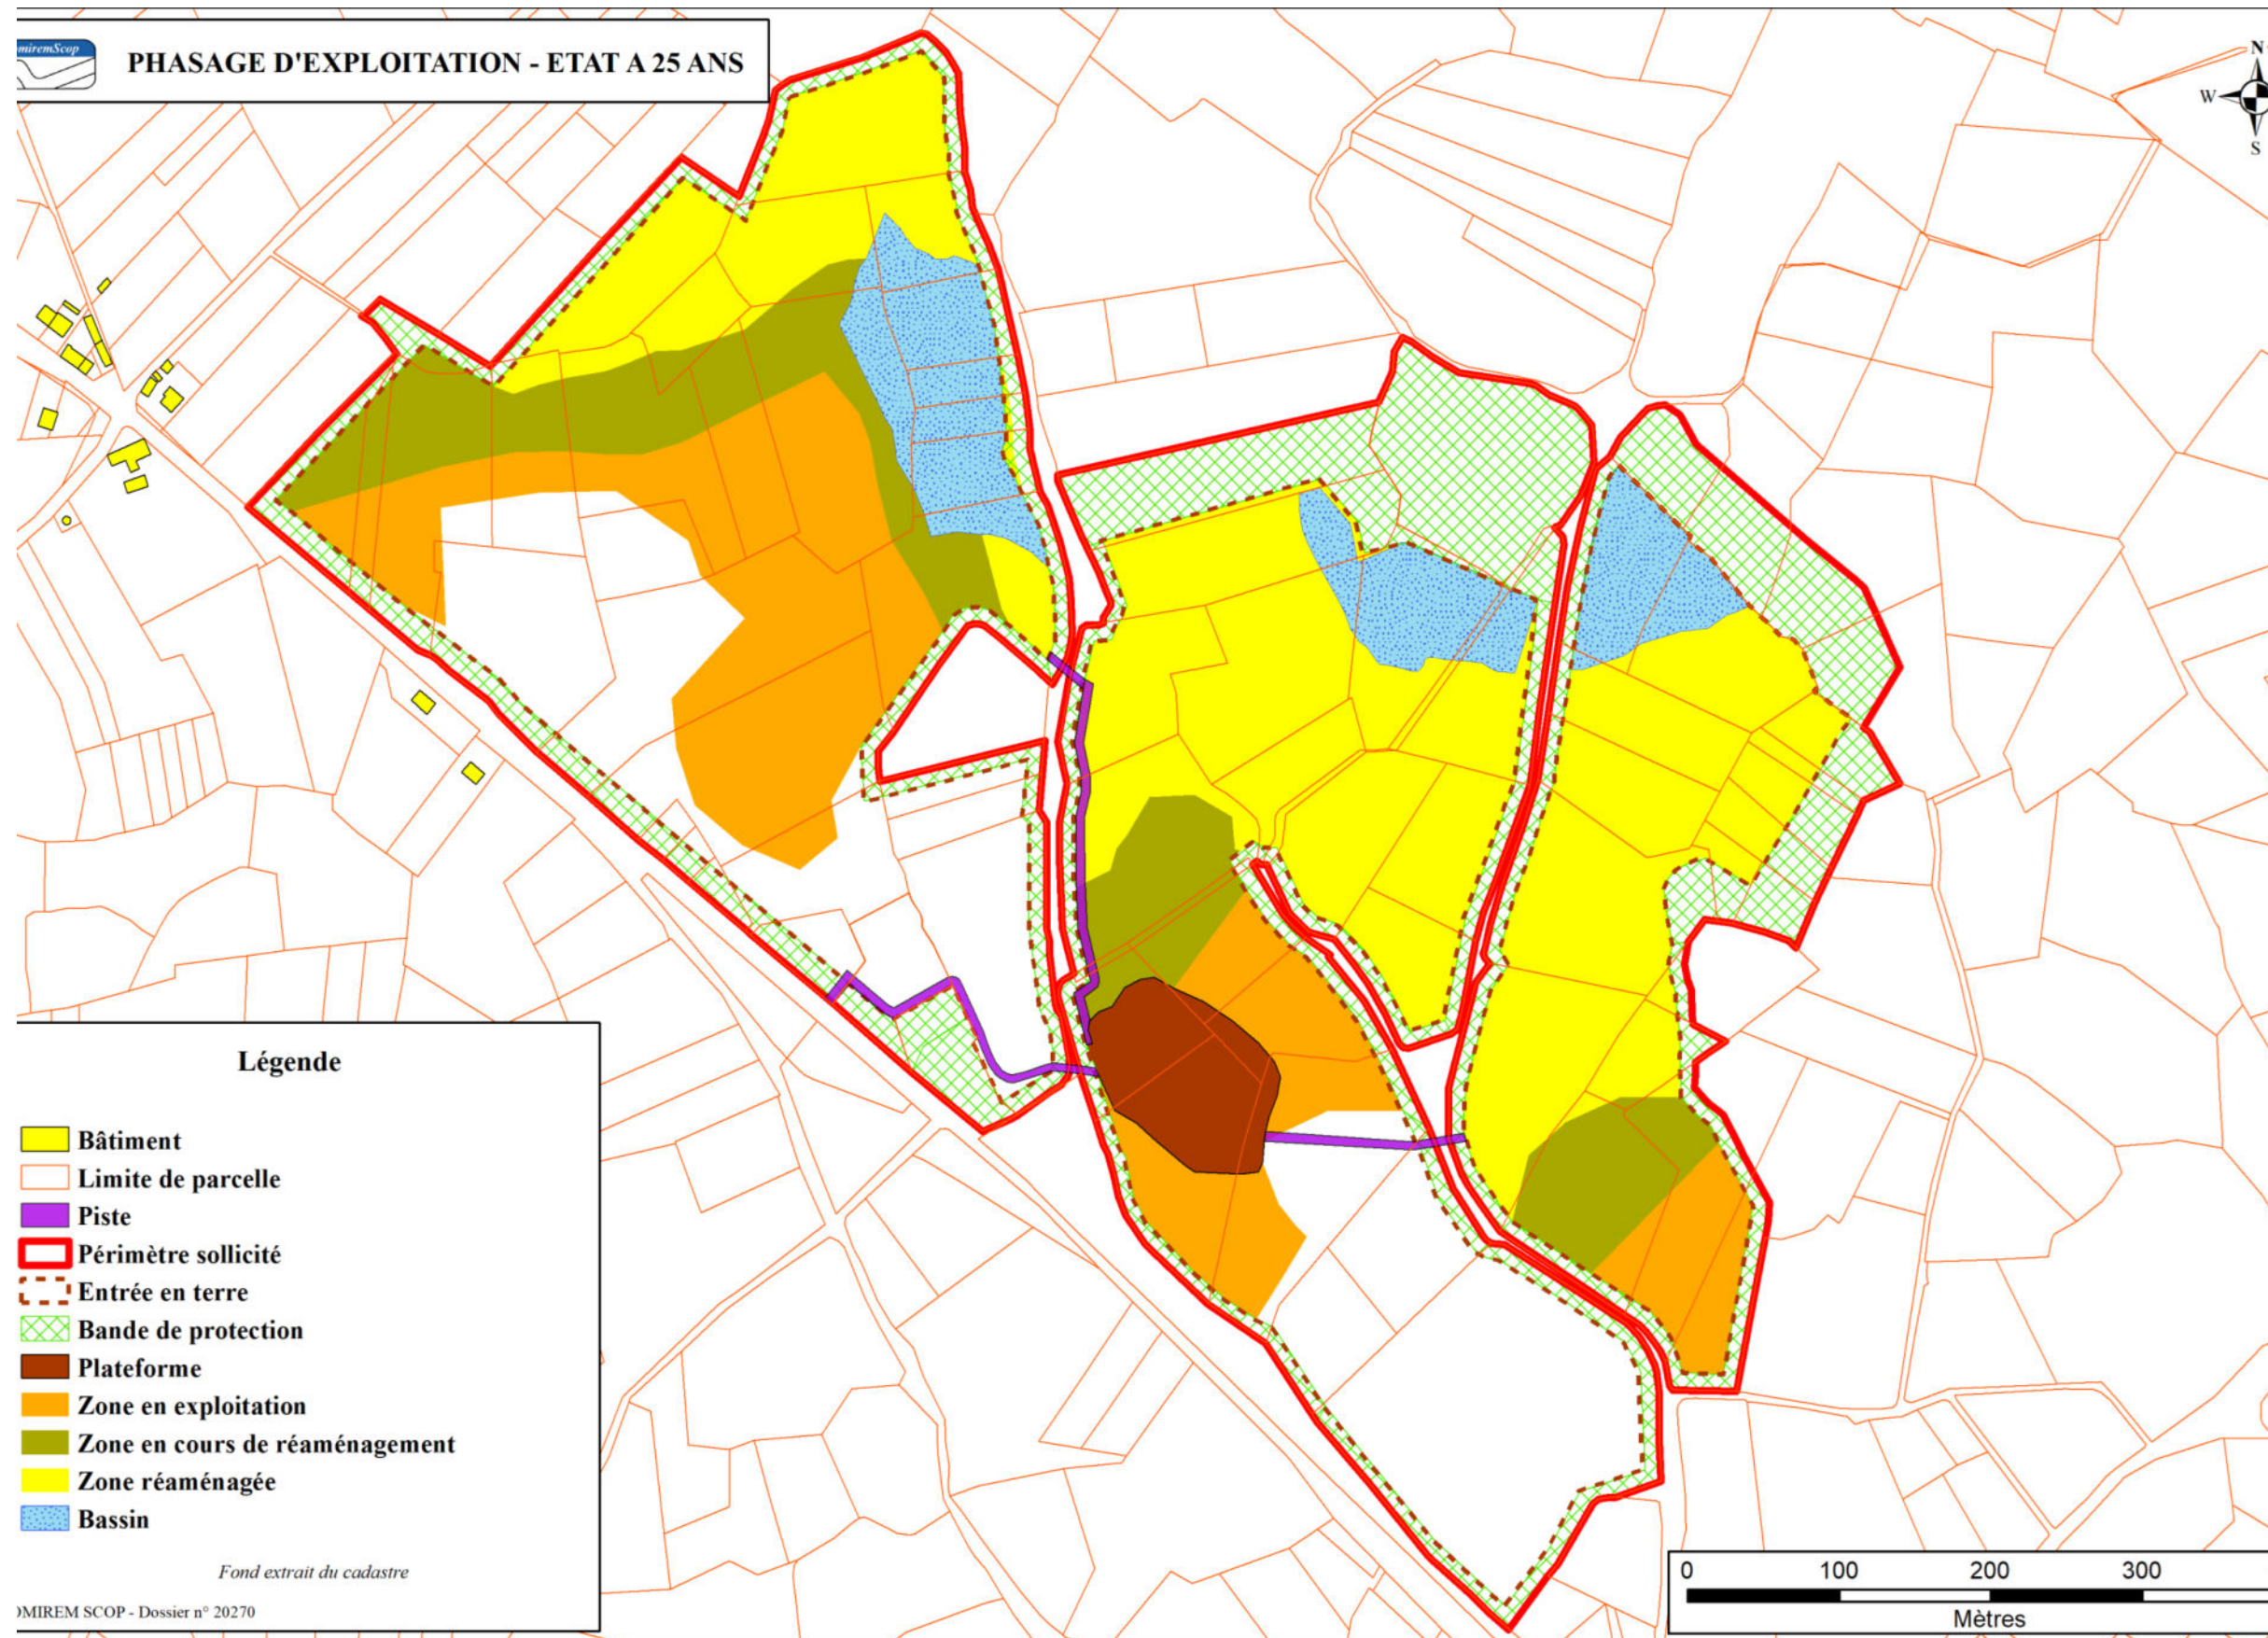 miremScop
PHASAGE D'EXPLOITATION - ETAT A 25 ANS
N
W
S
Légende
Bâtiment
Limite de parcelle
Piste
Périmètre sollicité
Entrée en terre
Bande de protection
Plateforme
Zone en exploitation
Zone en cours de réaménagement
Zone réaménagée
Bassin
Fond extrait du cadastre
OMIREM SCOP - Dossier n° 20270
0 100 200 300
Mètres